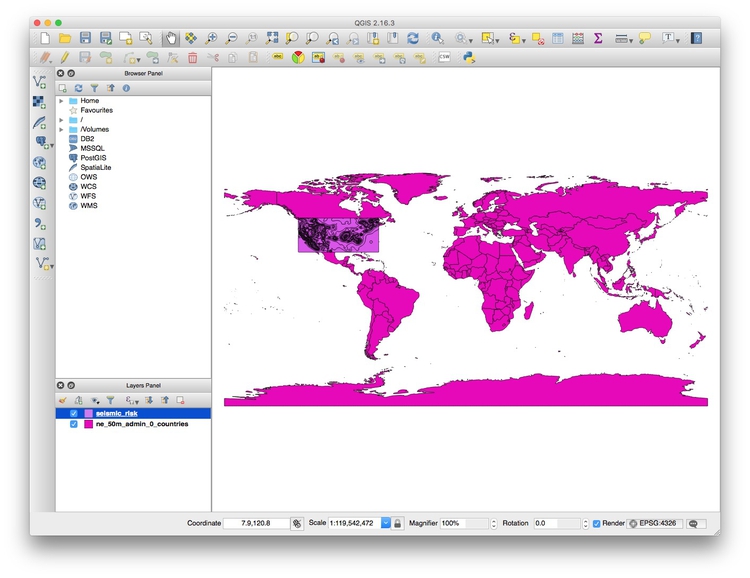 QGIS 2.16.3
Browser Panel
Home
Favourites
/
/Volumes
DB2
MSSQL
PostGIS
SpatiaLite
OWS
WCS
WFS
WMS
Layers Panel
seismic_risk
ne_50m_admin_0_countries
Coordinate 7.9,120.8 Scale 1:119,542,472 Magnifier 100% Rotation 0.0 Render EPSG:4326